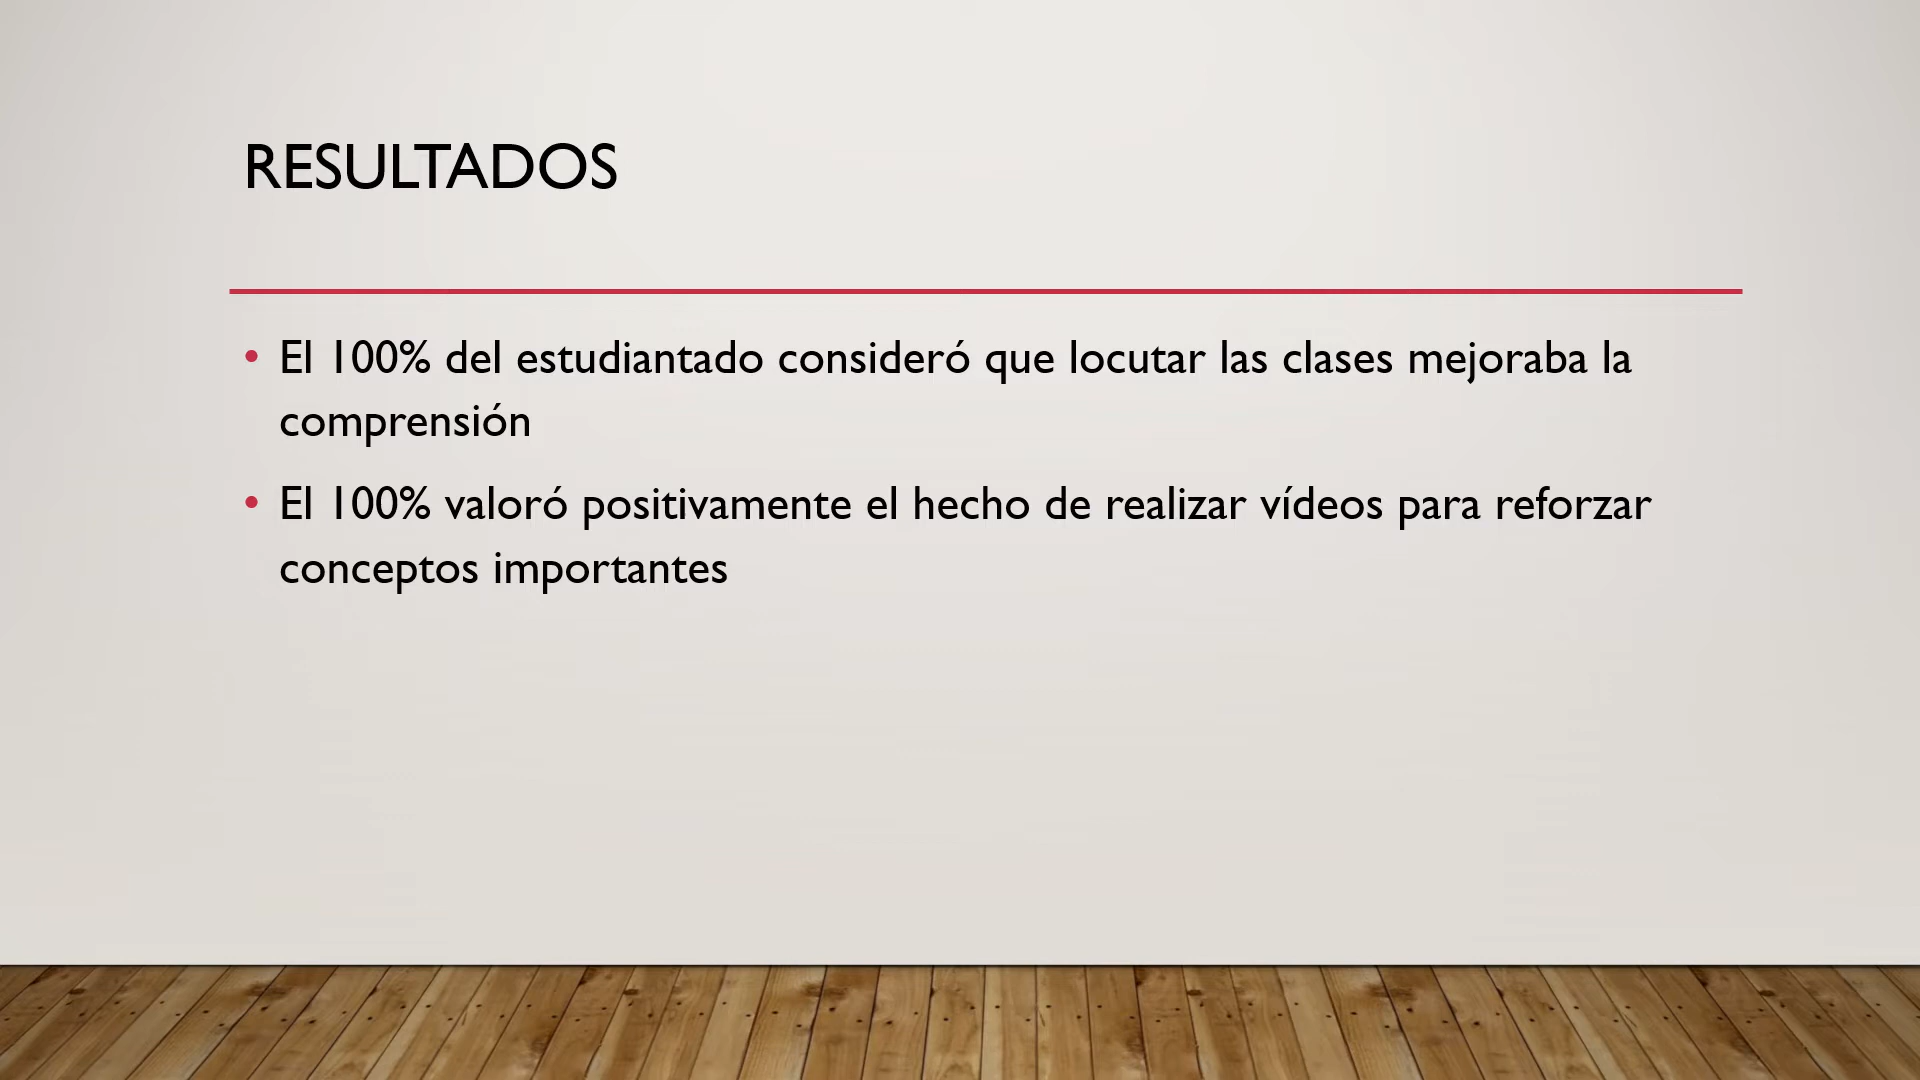 RESULTADOS
• El 100% del estudiantado consideró que locutar las clases mejoraba la
comprensión
• El 100% valoró positivamente el hecho de realizar vídeos para reforzar
conceptos importantes